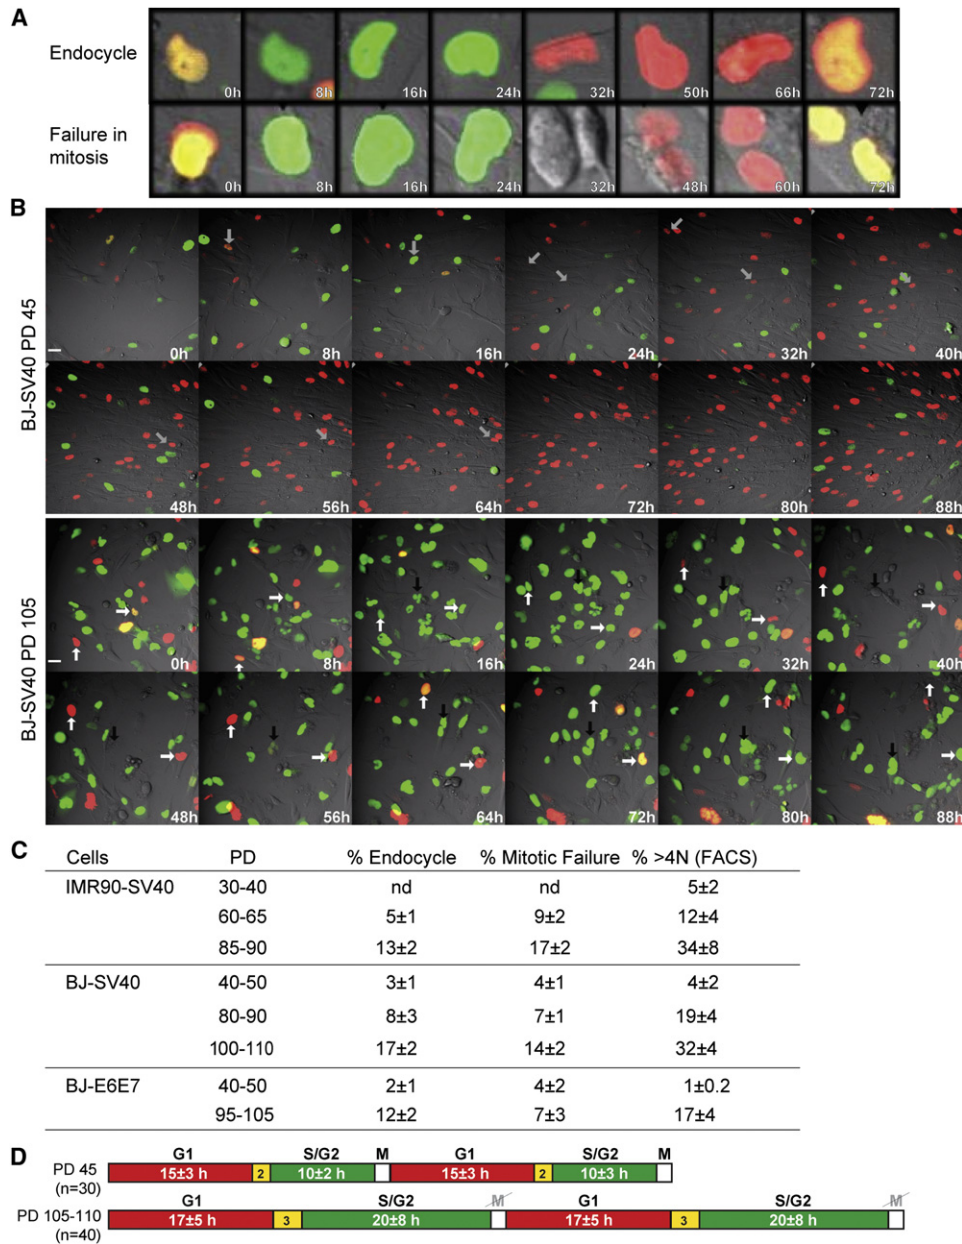 A
Endocycle
0h 8h 16h 24h 32h 50h 66h 72h
Failure in
mitosis
0h 8h 16h 24h 32h 48h 60h 72h
B
BJ-SV40 PD 45
0h 8h 16h 24h 32h 40h
48h 56h 64h 72h 80h 88h
BJ-SV40 PD 105
0h 8h 16h 24h 32h 40h
48h 56h 64h 72h 80h 88h
C
Cells PD % Endocycle % Mitotic Failure % >4N (FACS)
IMR90-SV40 30-40 nd nd 5±2
60-65 5±1 9±2 12±4
85-90 13±2 17±2 34±8
BJ-SV40 40-50 3±1 4±1 4±2
80-90 8±3 7±1 19±4
100-110 17±2 14±2 32±4
BJ-E6E7 40-50 2±1 4±2 1±0.2
95-105 12±2 7±3 17±4
D
G1 S/G2 M G1 S/G2 M
PD 45 15±3 h 2 10±2 h 15±3 h 2 10±3 h
(n=30)
G1 S/G2 M G1 S/G2 M
PD 105-110 17±5 h 3 20±8 h 17±5 h 3 20±8 h
(n=40)